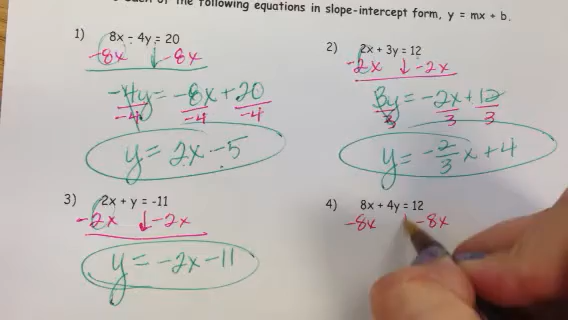 of the following equations in slope-intercept form, y = mx + b.
1) 8x - 4y = 20
-8x ↓ -8x
-4y = -8x + 20
-4 -4 -4
y = 2x - 5
2) 2x + 3y = 12
-2x ↓ -2x
3y = -2x + 12
3 3 3
y = -2/3 x + 4
3) 2x + y = -11
-2x ↓ -2x
y = -2x - 11
4) 8x + 4y = 12
-8x -8x